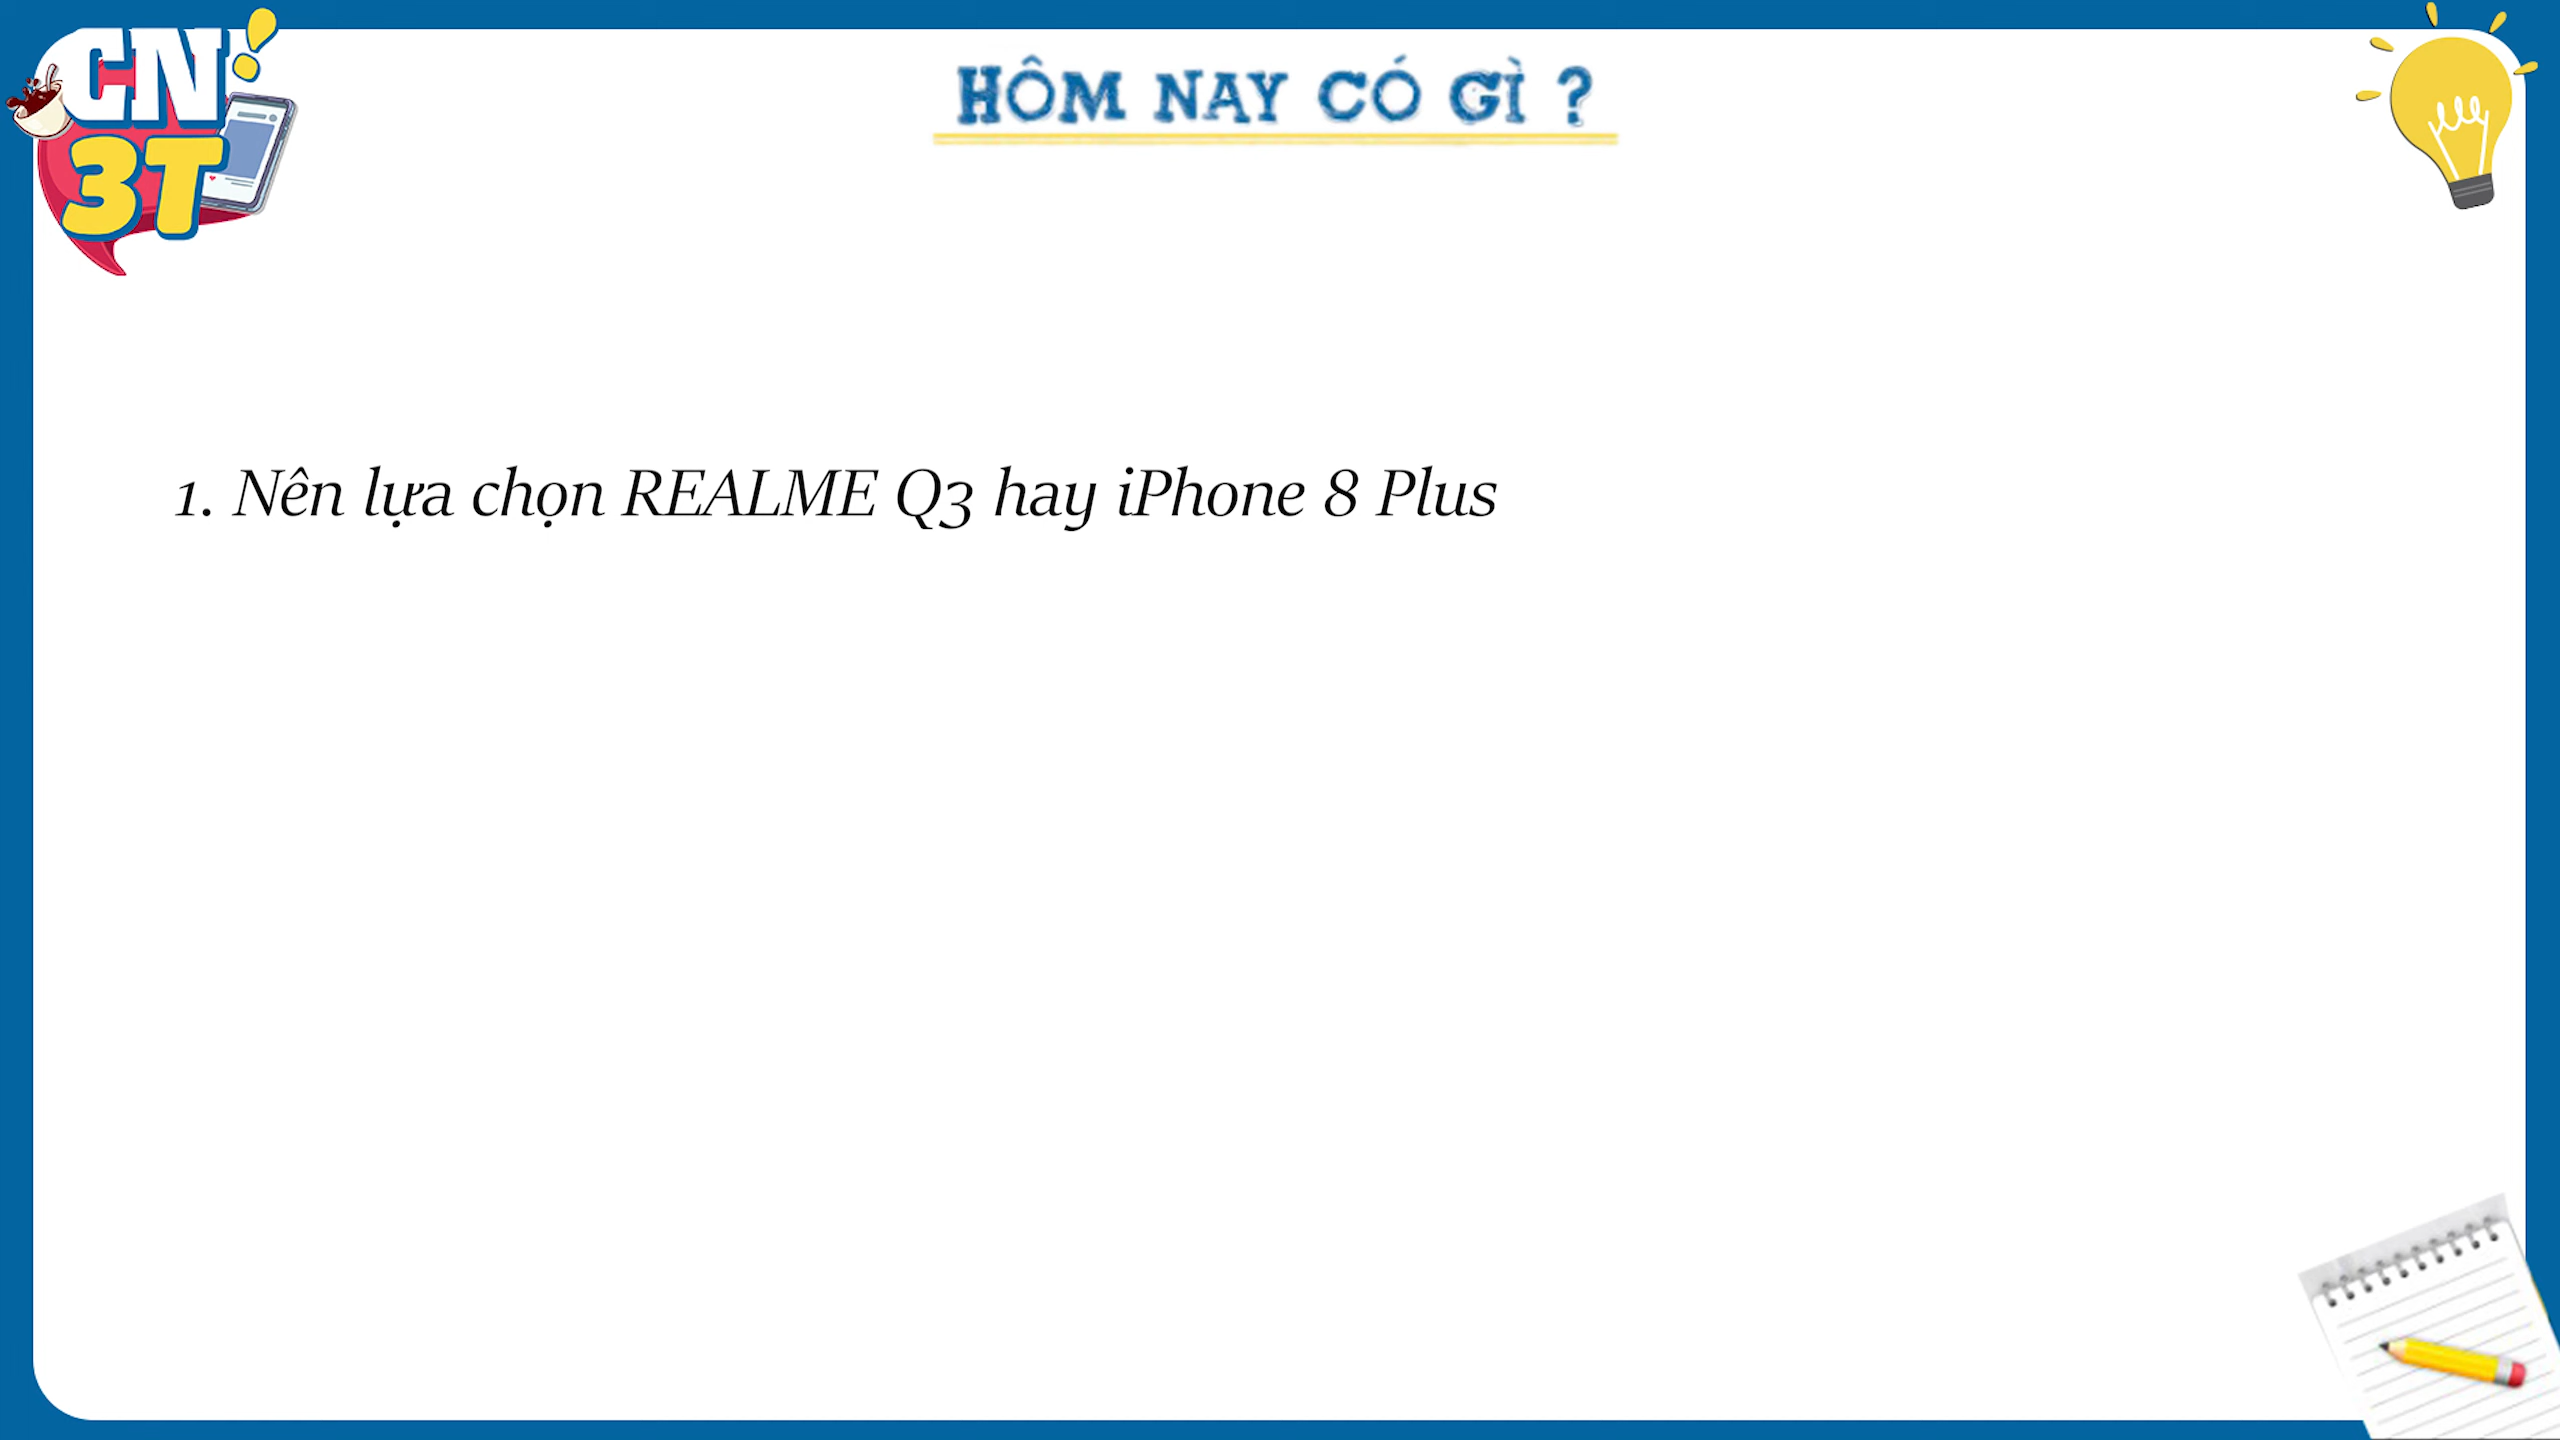 CN!
3T
HÔM NAY CÓ GÌ ?
1. Nên lựa chọn REALME Q3 hay iPhone 8 Plus